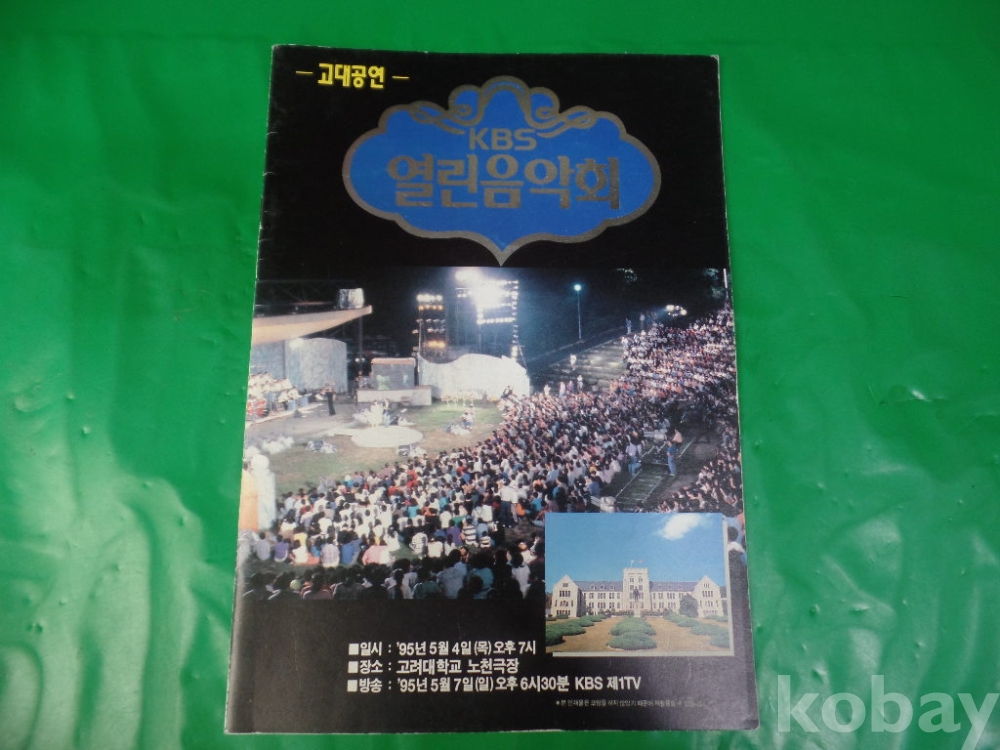 - 고대공연 -
KBS
열린음악회
■일시 : '95년 5월 4일(목) 오후 7시
■장소 : 고려대학교 노천극장
■방송 : '95년 5월 7일(일) 오후 6시30분 KBS 제1TV
kobay